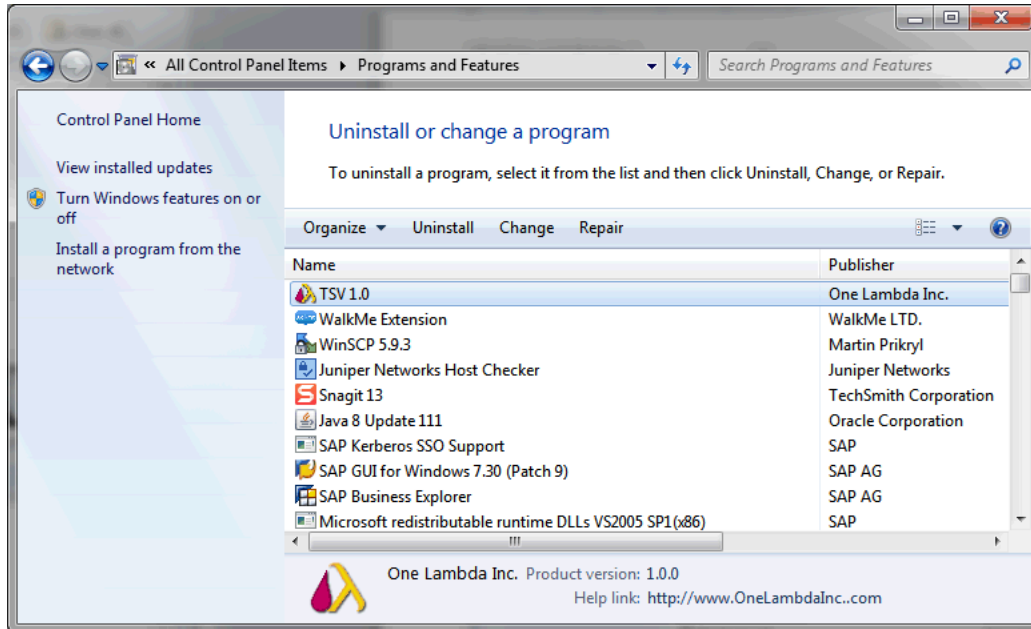 « All Control Panel Items ▸ Programs and Features
Search Programs and Features
Control Panel Home
View installed updates
Turn Windows features on or
off
Install a program from the
network
Uninstall or change a program
To uninstall a program, select it from the list and then click Uninstall, Change, or Repair.
Organize Uninstall Change Repair
Name Publisher
TSV 1.0 One Lambda Inc.
WalkMe Extension WalkMe LTD.
WinSCP 5.9.3 Martin Prikryl
Juniper Networks Host Checker Juniper Networks
Snagit 13 TechSmith Corporation
Java 8 Update 111 Oracle Corporation
SAP Kerberos SSO Support SAP
SAP GUI for Windows 7.30 (Patch 9) SAP AG
SAP Business Explorer SAP AG
Microsoft redistributable runtime DLLs VS2005 SP1(x86) SAP
One Lambda Inc. Product version: 1.0.0
Help link: http://www.OneLambdaInc..com